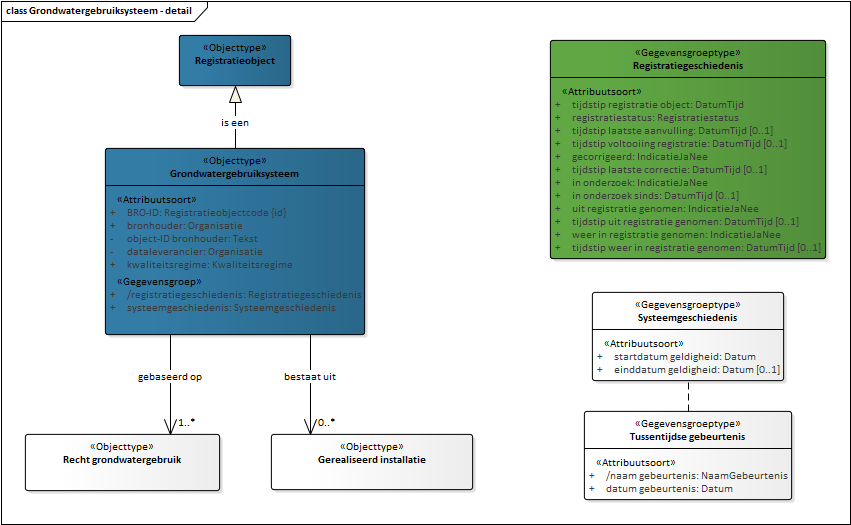 class Grondwatergebruiksysteem - detail
«Objecttype»
Registratieobject
is een
«Objecttype»
Grondwatergebruiksysteem
«Attribuutsoort»
+ BRO-ID: Registratieobjectcode {id}
+ bronhouder: Organisatie
- object-ID bronhouder: Tekst
- dataleverancier: Organisatie
+ kwaliteitsregime: Kwaliteitsregime
«Gegevensgroep»
+ /registratiegeschiedenis: Registratiegeschiedenis
+ systeemgeschiedenis: Systeemgeschiedenis
gebaseerd op
1..*
bestaat uit
/0..*
«Objecttype»
Recht grondwatergebruik
«Objecttype»
Gerealiseerd installatie
«Gegevensgroeptype»
Registratiegeschiedenis
«Attribuutsoort»
+ tijdstip registratie object: DatumTijd
+ registratiestatus: Registratiestatus
+ tijdstip laatste aanvulling: DatumTijd [0..1]
+ tijdstip voltooiing registratie: DatumTijd [0..1]
+ gecorrigeerd: IndicatieJaNee
+ tijdstip laatste correctie: DatumTijd [0..1]
+ in onderzoek: IndicatieJaNee
+ in onderzoek sinds: DatumTijd [0..1]
+ uit registratie genomen: IndicatieJaNee
+ tijdstip uit registratie genomen: DatumTijd [0..1]
+ weer in registratie genomen: IndicatieJaNee
+ tijdstip weer in registratie genomen: DatumTijd [0..1]
«Gegevensgroeptype»
Systeemgeschiedenis
«Attribuutsoort»
+ startdatum geldigheid: Datum
+ einddatum geldigheid: Datum [0..1]
«Gegevensgroeptype»
Tussentijdse gebeurtenis
«Attribuutsoort»
+ /naam gebeurtenis: NaamGebeurtenis
+ datum gebeurtenis: Datum